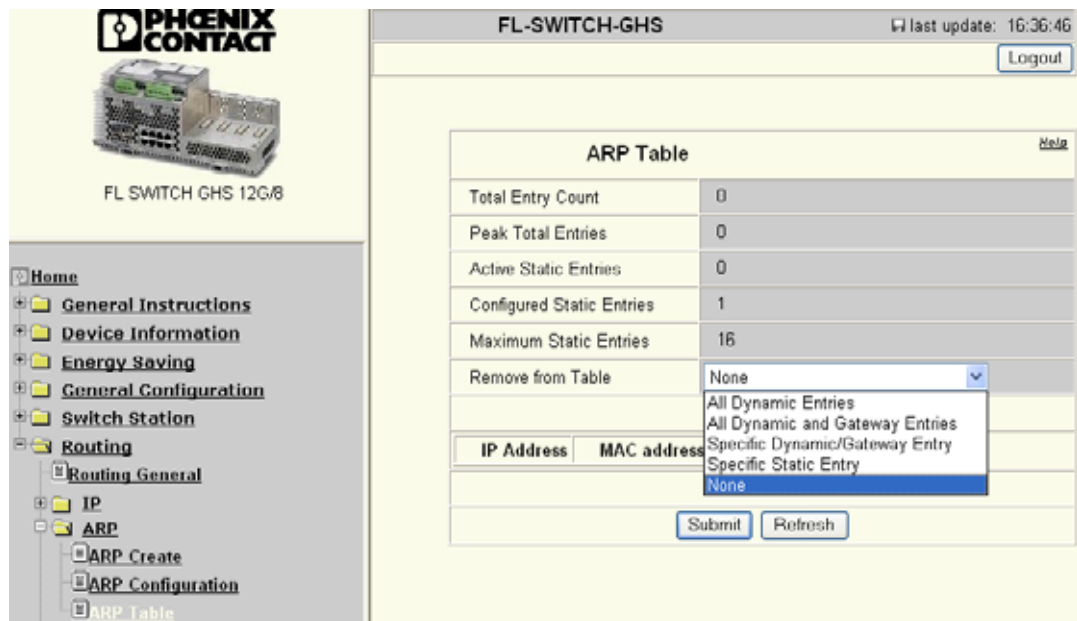 PHŒNIX
CONTACT
FL SWITCH GHS 12G/8
Home
General Instructions
Device Information
Energy Saving
General Configuration
Switch Station
Routing
Routing General
IP
ARP
ARP Create
ARP Configuration
ARP Table
FL-SWITCH-GHS
last update: 16:36:46
Logout
ARP Table
Help
Total Entry Count 0
Peak Total Entries 0
Active Static Entries 0
Configured Static Entries 1
Maximum Static Entries 16
Remove from Table None
All Dynamic Entries
All Dynamic and Gateway Entries
Specific Dynamic/Gateway Entry
Specific Static Entry
None
IP Address MAC address
Submit Refresh